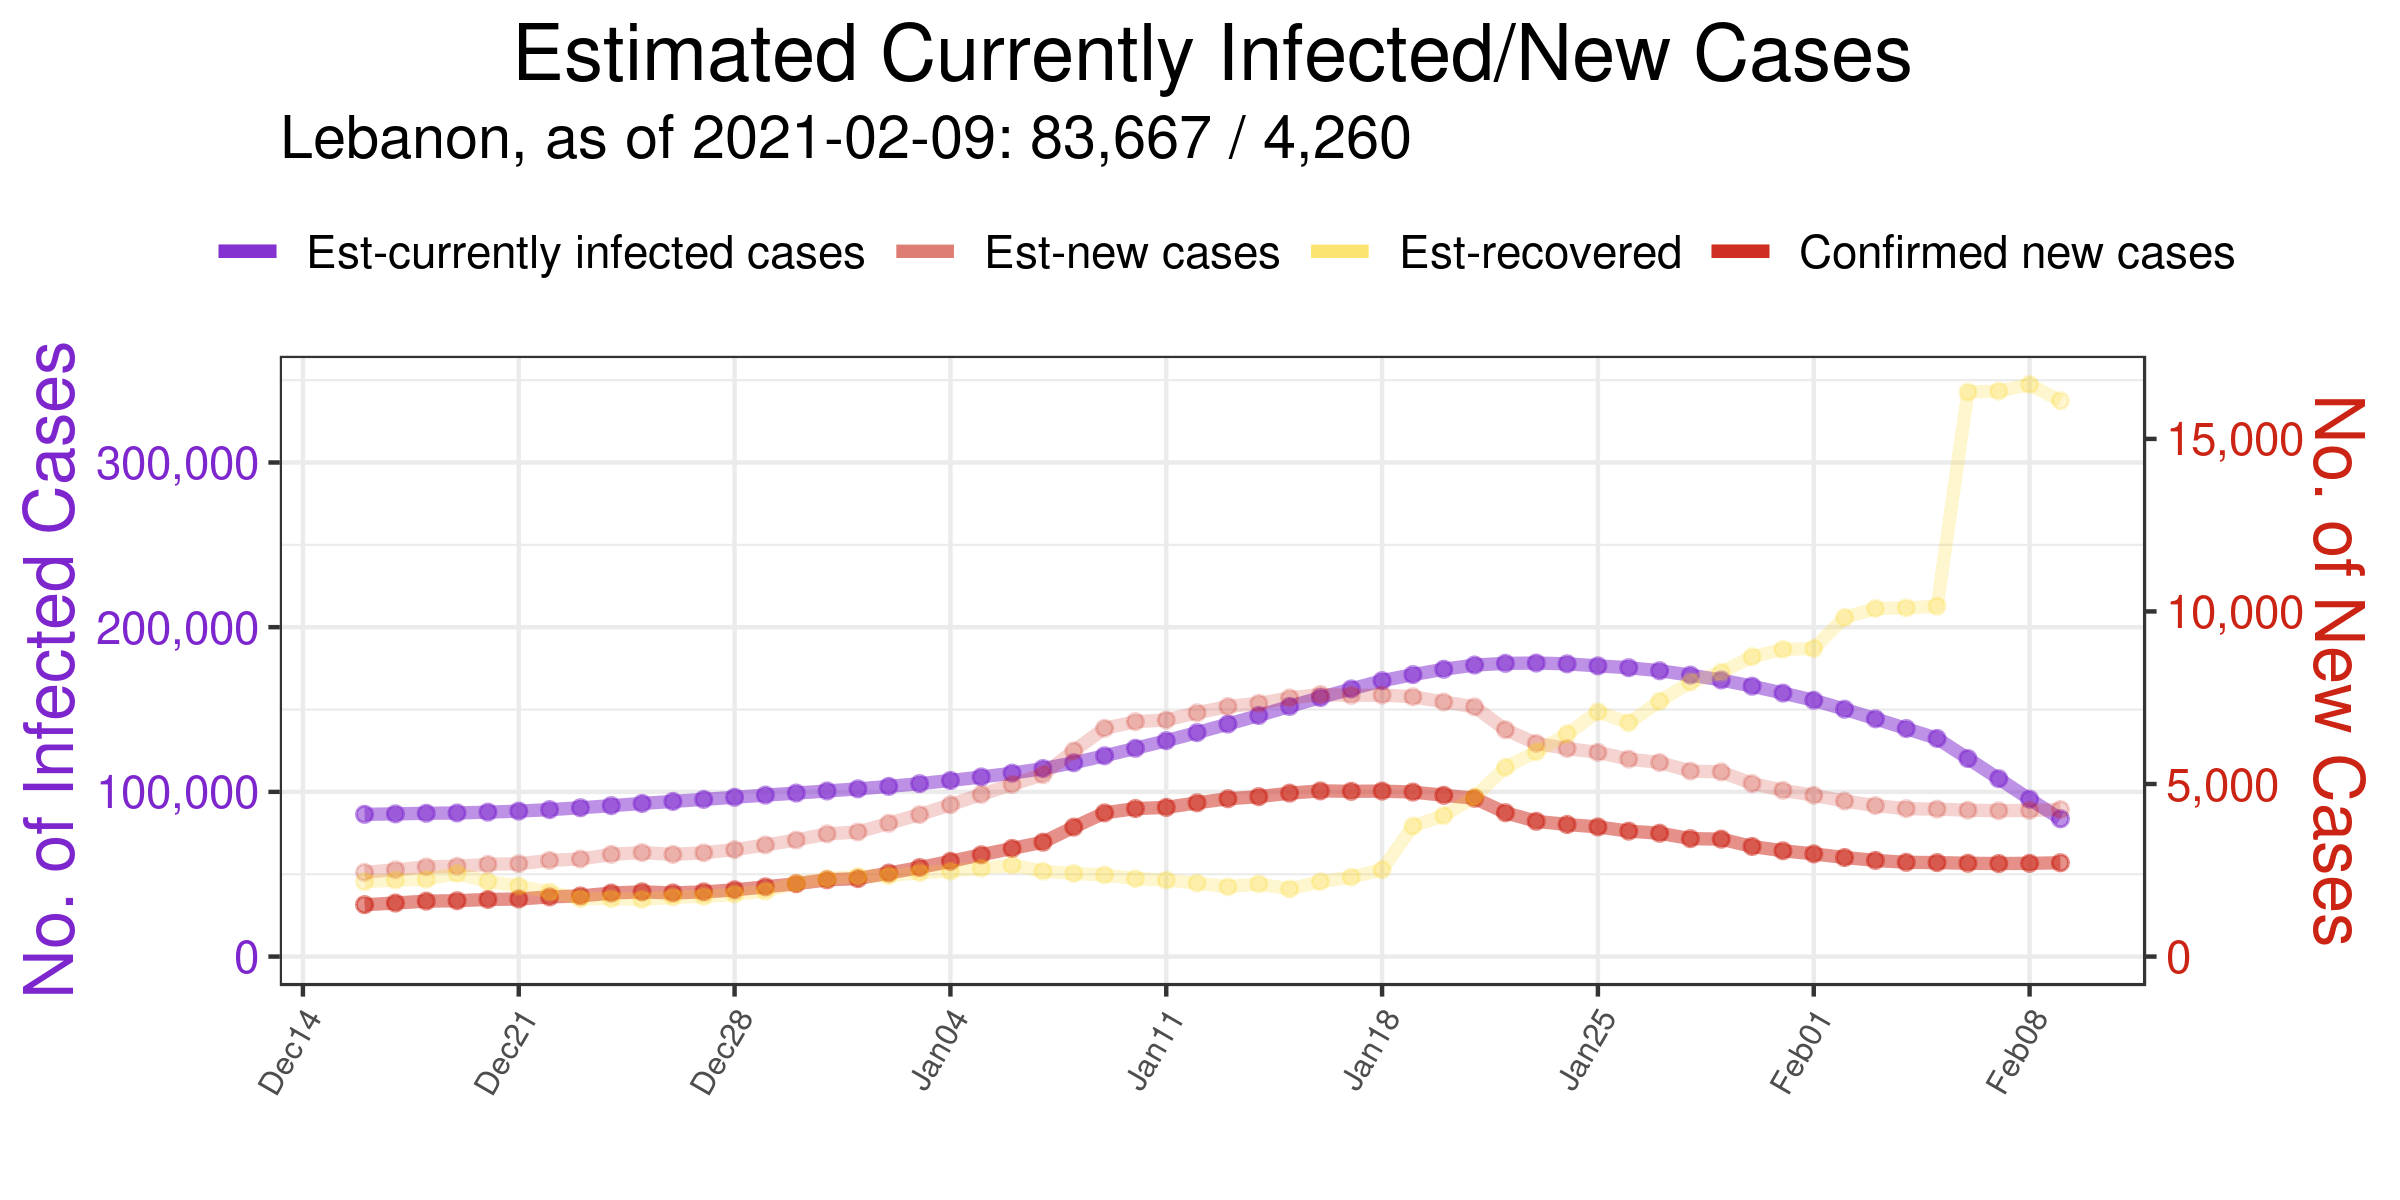 Estimated Currently Infected/New Cases
Lebanon, as of 2021-02-09: 83,667 / 4,260
Est-currently infected cases Est-new cases Est-recovered Confirmed new cases
No. of Infected Cases
300,000
200,000
100,000
0
15,000
10,000
5,000
0
No. of New Cases
Dec14 Dec21 Dec28 Jan04 Jan11 Jan18 Jan25 Feb01 Feb08